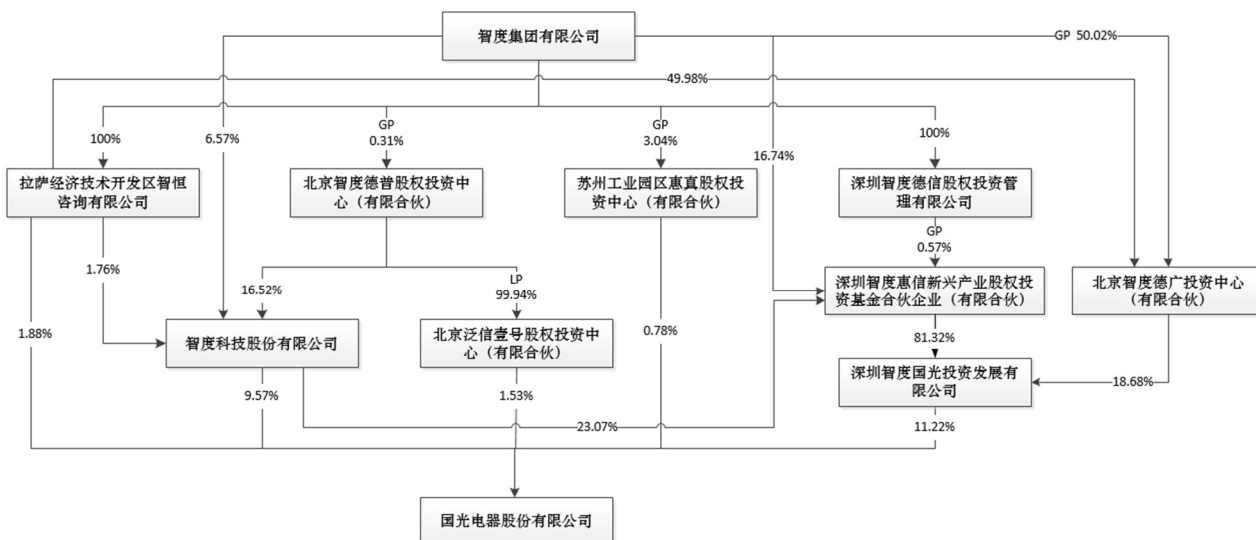 智度集团有限公司
GP 50.02%
49.98%
100%
6.57%
GP
0.31%
GP
3.04%
16.74%
100%
拉萨经济技术开发区智恒
咨询有限公司
北京智度德普股权投资中
心（有限合伙）
苏州工业园区惠真股权投
资中心（有限合伙）
深圳智度德信股权投资管
理有限公司
GP
0.57%
1.76%
16.52%
LP
99.94%
深圳智度惠信新兴产业股权投
资基金合伙企业（有限合伙）
北京智度德广投资中心
（有限合伙）
1.88%
智度科技股份有限公司
北京泛信壹号股权投资中
心（有限合伙）
0.78%
81.32%
深圳智度国光投资发展有
限公司
18.68%
9.57%
1.53%
23.07%
11.22%
国光电器股份有限公司